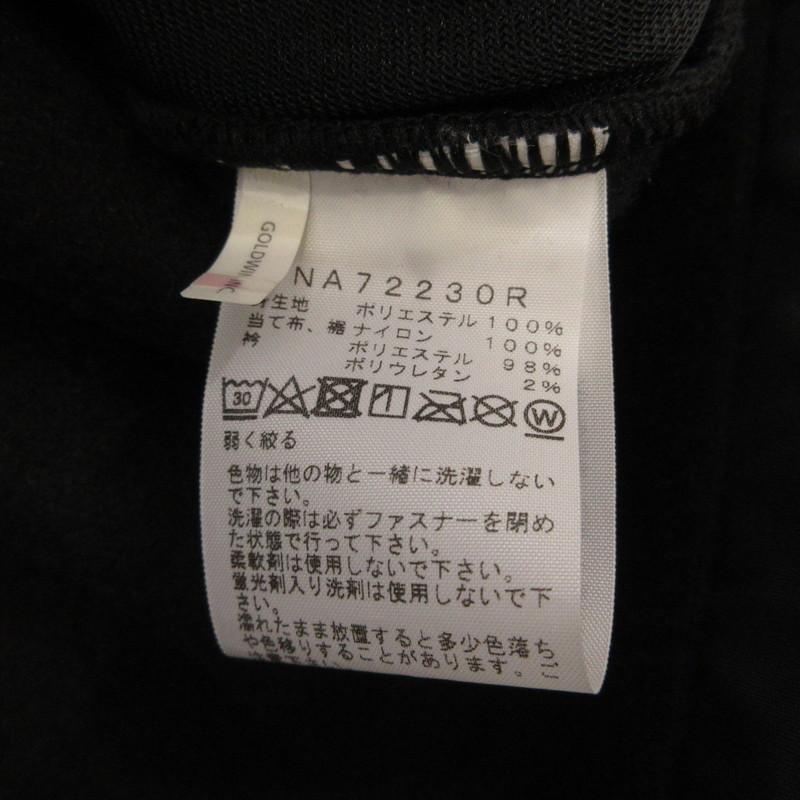 GOLDWIN
NA72230R
生地 ポリエステル 100%
当て布、裾 ナイロン 100%
衿 ポリエステル 98%
ポリウレタン 2%
30
W
弱く絞る
色物は他の物と一緒に洗濯しない
で下さい。
洗濯の際は必ずファスナーを閉め
た状態で行って下さい。
柔軟剤は使用しないで下さい。
蛍光剤入り洗剤は使用しないで下
さい。
濡れたまま放置すると多少色落ち
や色移りすることがあります。ご